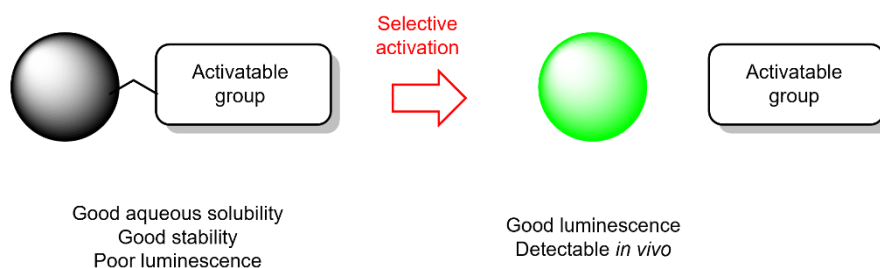 Selective
activation
Activatable
group
Activatable
group
Good aqueous solubility
Good stability
Poor luminescence
Good luminescence
Detectable in vivo